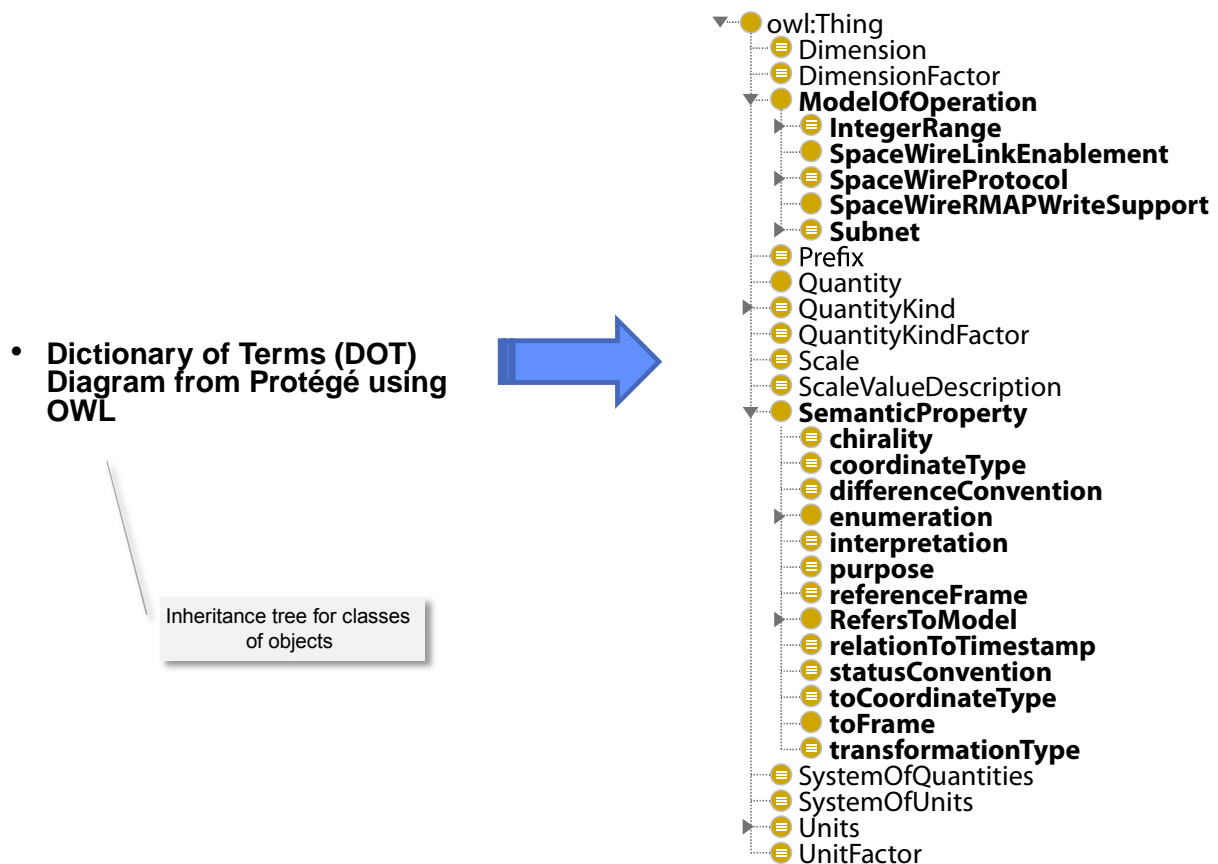 • Dictionary of Terms (DOT)
Diagram from Protégé using
OWL
Inheritance tree for classes
of objects
owl:Thing
Dimension
DimensionFactor
ModelOfOperation
IntegerRange
SpaceWireLinkEnablement
SpaceWireProtocol
SpaceWireRMAPWriteSupport
Subnet
Prefix
Quantity
QuantityKind
QuantityKindFactor
Scale
ScaleValueDescription
SemanticProperty
chirality
coordinateType
differenceConvention
enumeration
interpretation
purpose
referenceFrame
RefersToModel
relationToTimestamp
statusConvention
toCoordinateType
toFrame
transformationType
SystemOfQuantities
SystemOfUnits
Units
UnitFactor